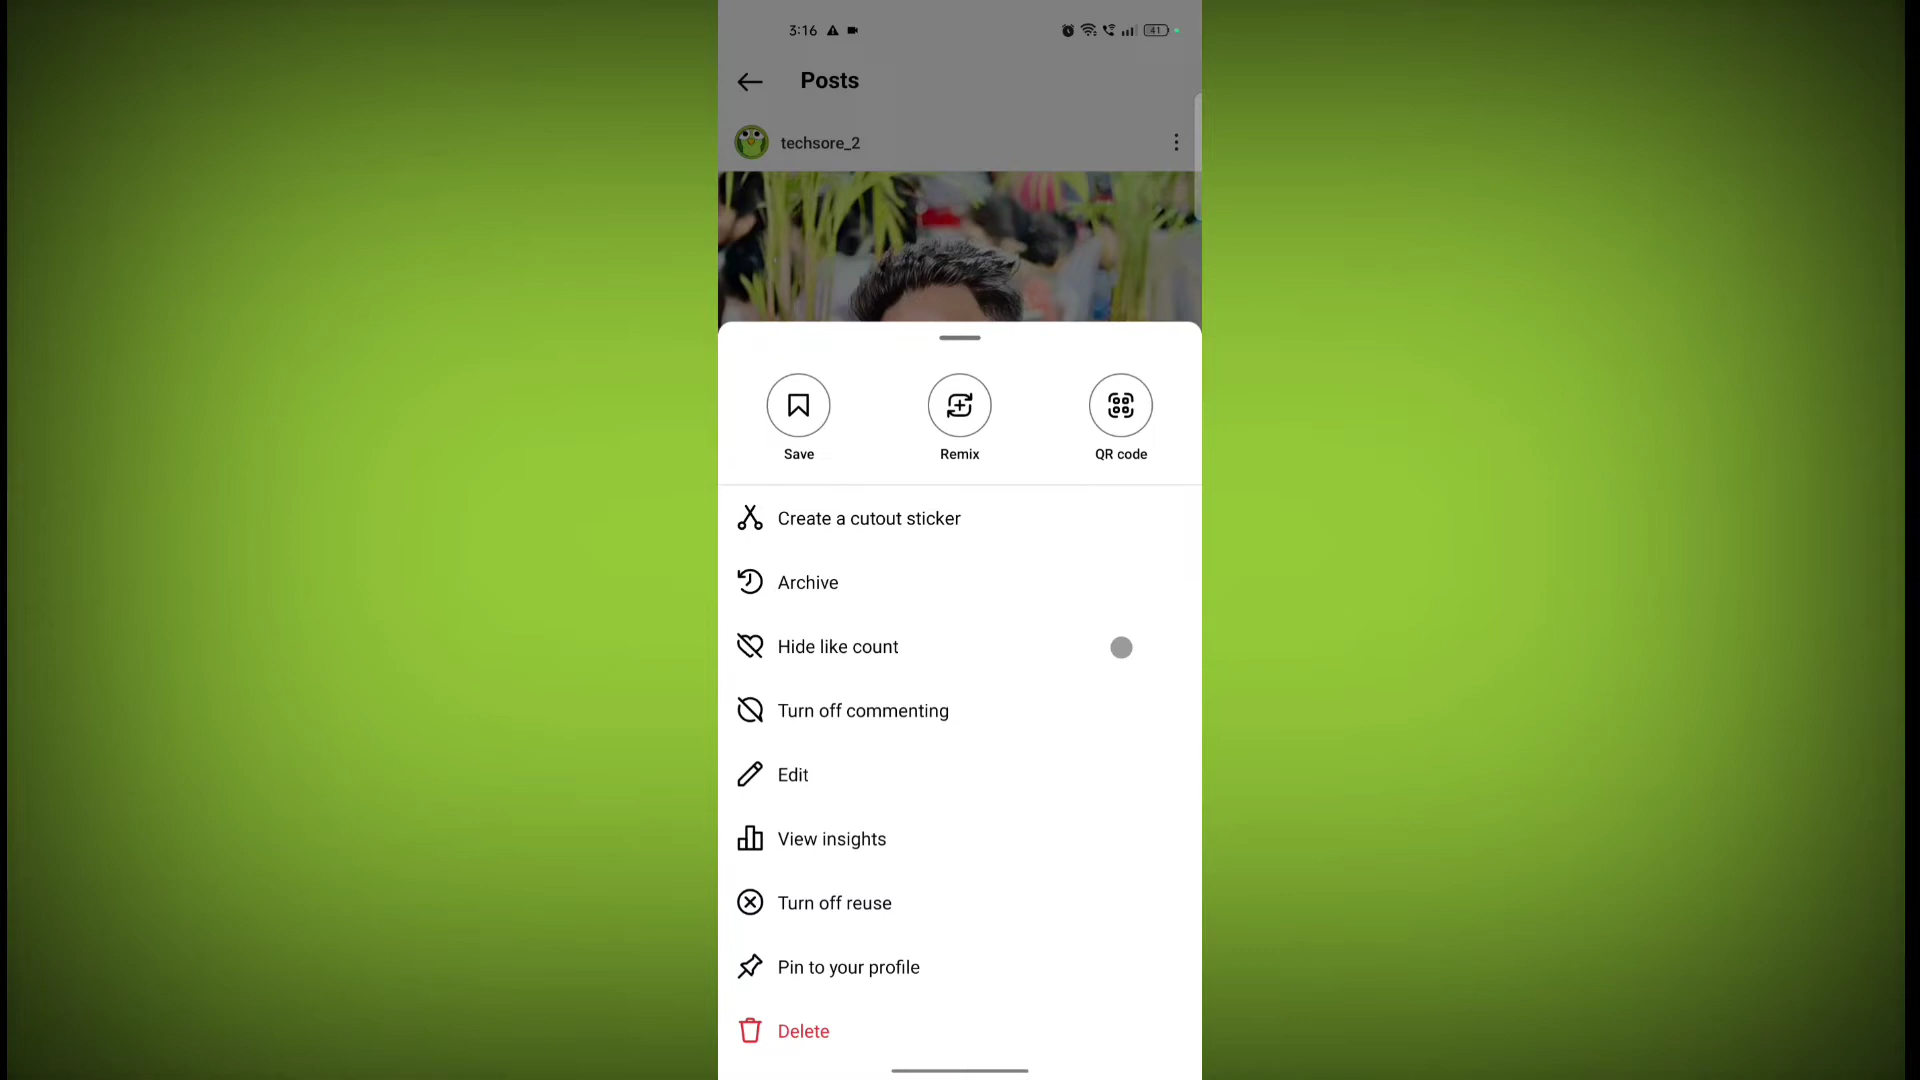 3:16
41
Posts
techsore_2
Save
Remix
QR code
Create a cutout sticker
Archive
Hide like count
Turn off commenting
Edit
View insights
Turn off reuse
Pin to your profile
Delete